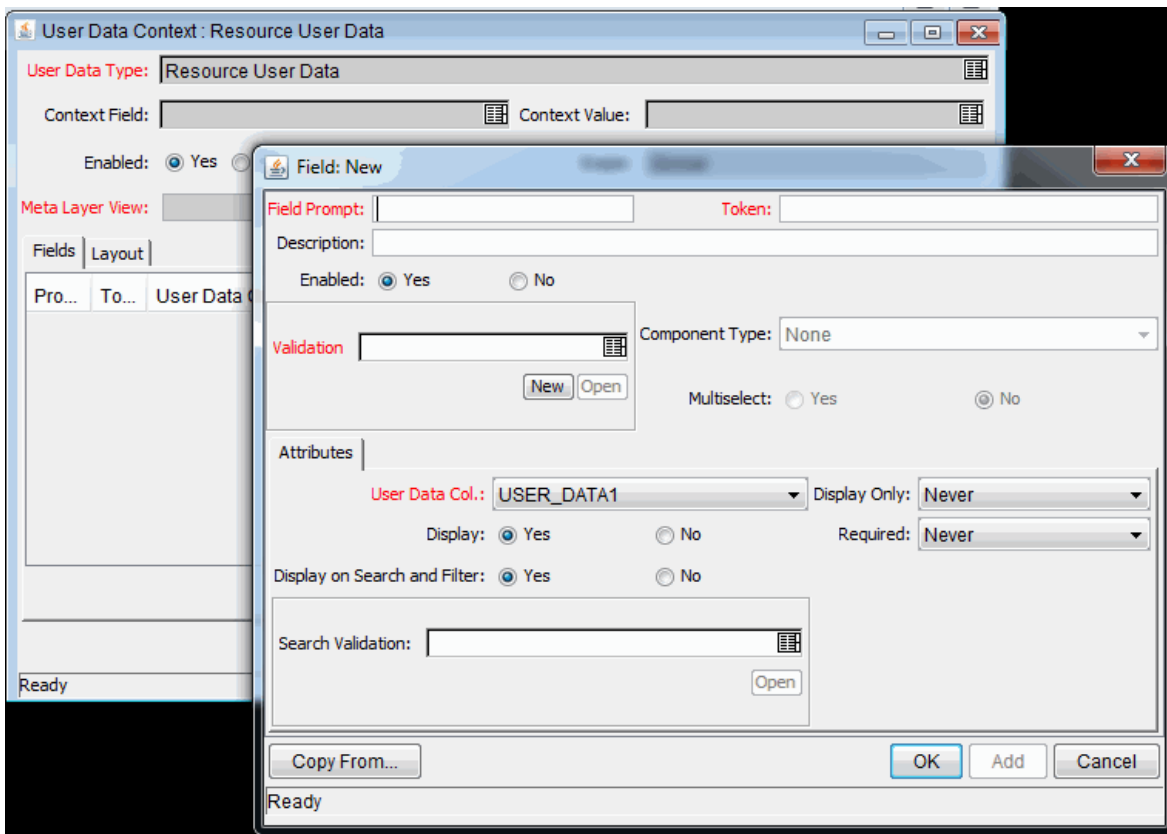 User Data Context : Resource User Data
User Data Type: Resource User Data
Context Field: Context Value:
Enabled: Yes
Meta Layer View:
Fields Layout
Pro... To... User Data
Ready
Field: New
Field Prompt: Token:
Description:
Enabled: Yes No
Validation
Component Type: None
New Open
Multiselect: Yes No
Attributes
User Data Col.: USER_DATA1 Display Only: Never
Display: Yes No Required: Never
Display on Search and Filter: Yes No
Search Validation:
Open
Copy From... OK Add Cancel
Ready